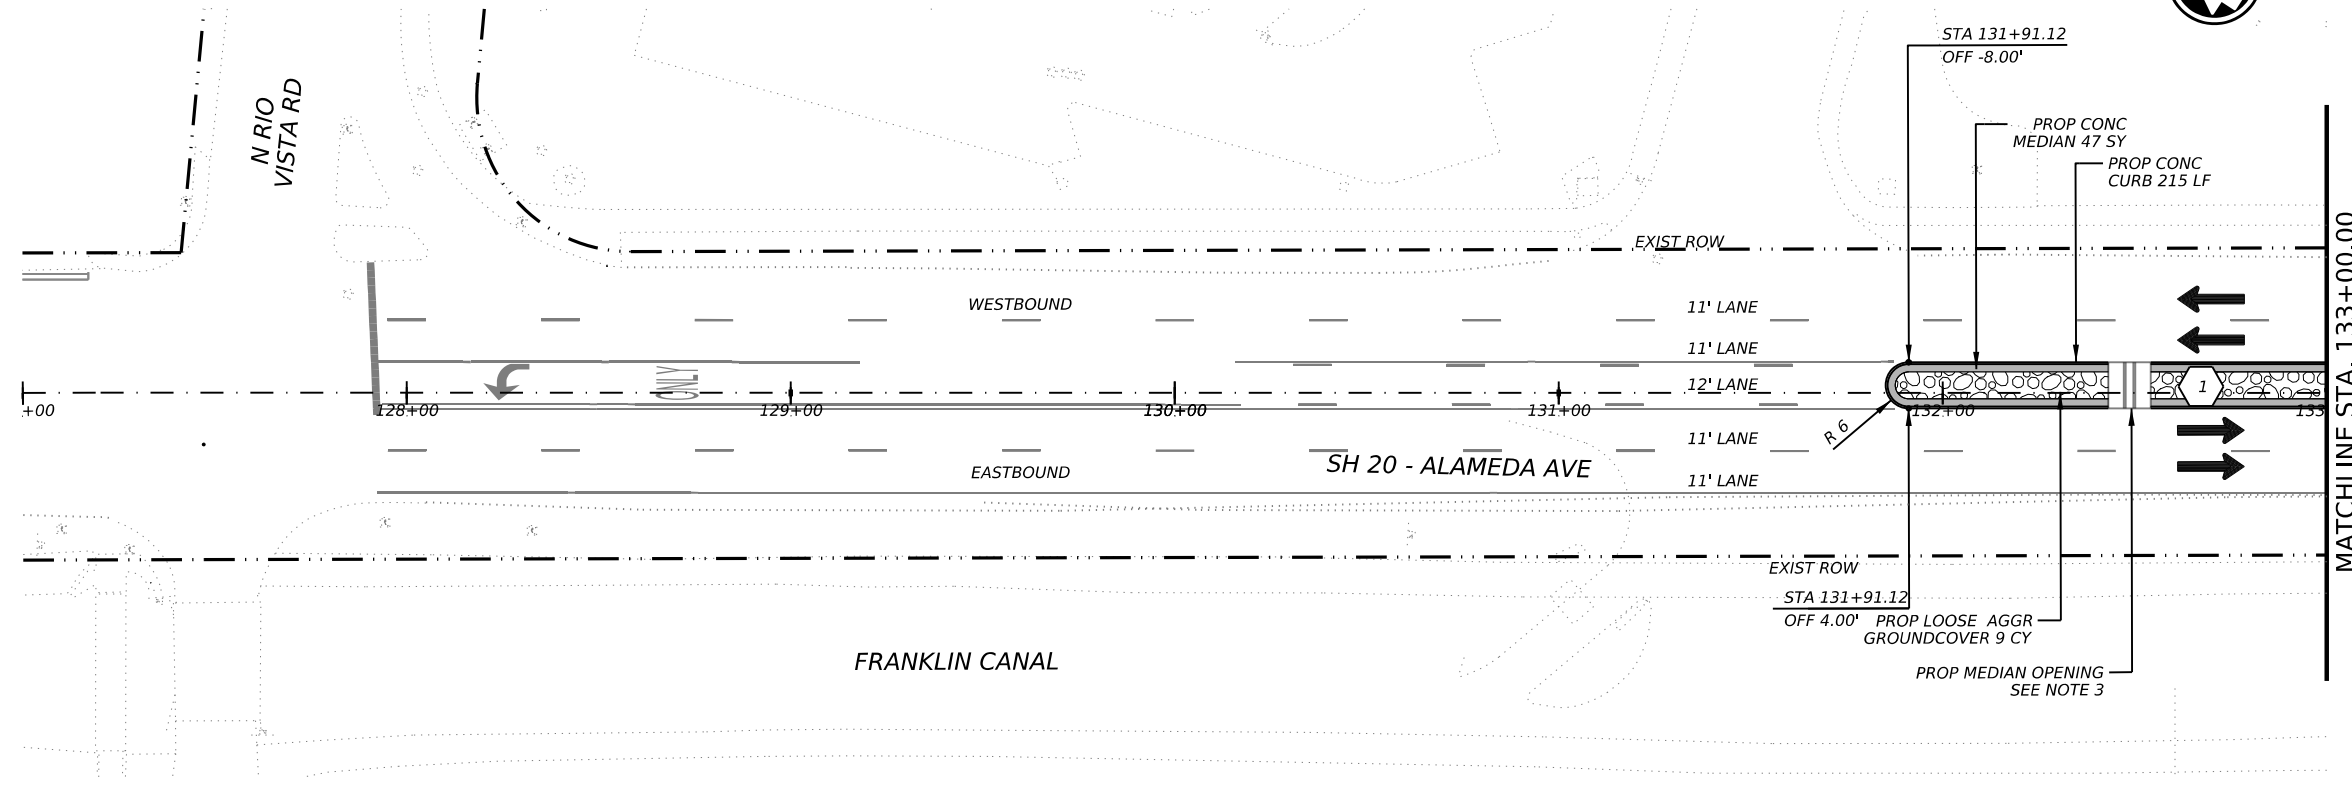 STA 131+91.12
OFF -8.00'
PROP CONC
MEDIAN 47 SY
PROP CONC
CURB 215 LF
N RIO
VISTA RD
EXIST ROW
WESTBOUND
11' LANE
11' LANE
ONLY
12' LANE
1
+00
128+00
129+00
130+00
131+00
132+00
133
R 6
11' LANE
SH 20 - ALAMEDA AVE
EASTBOUND
11' LANE
MATCHLINE STA. 133+00.00
EXIST ROW
STA 131+91.12
OFF 4.00'
PROP LOOSE AGGR
GROUNDCOVER 9 CY
FRANKLIN CANAL
PROP MEDIAN OPENING
SEE NOTE 3